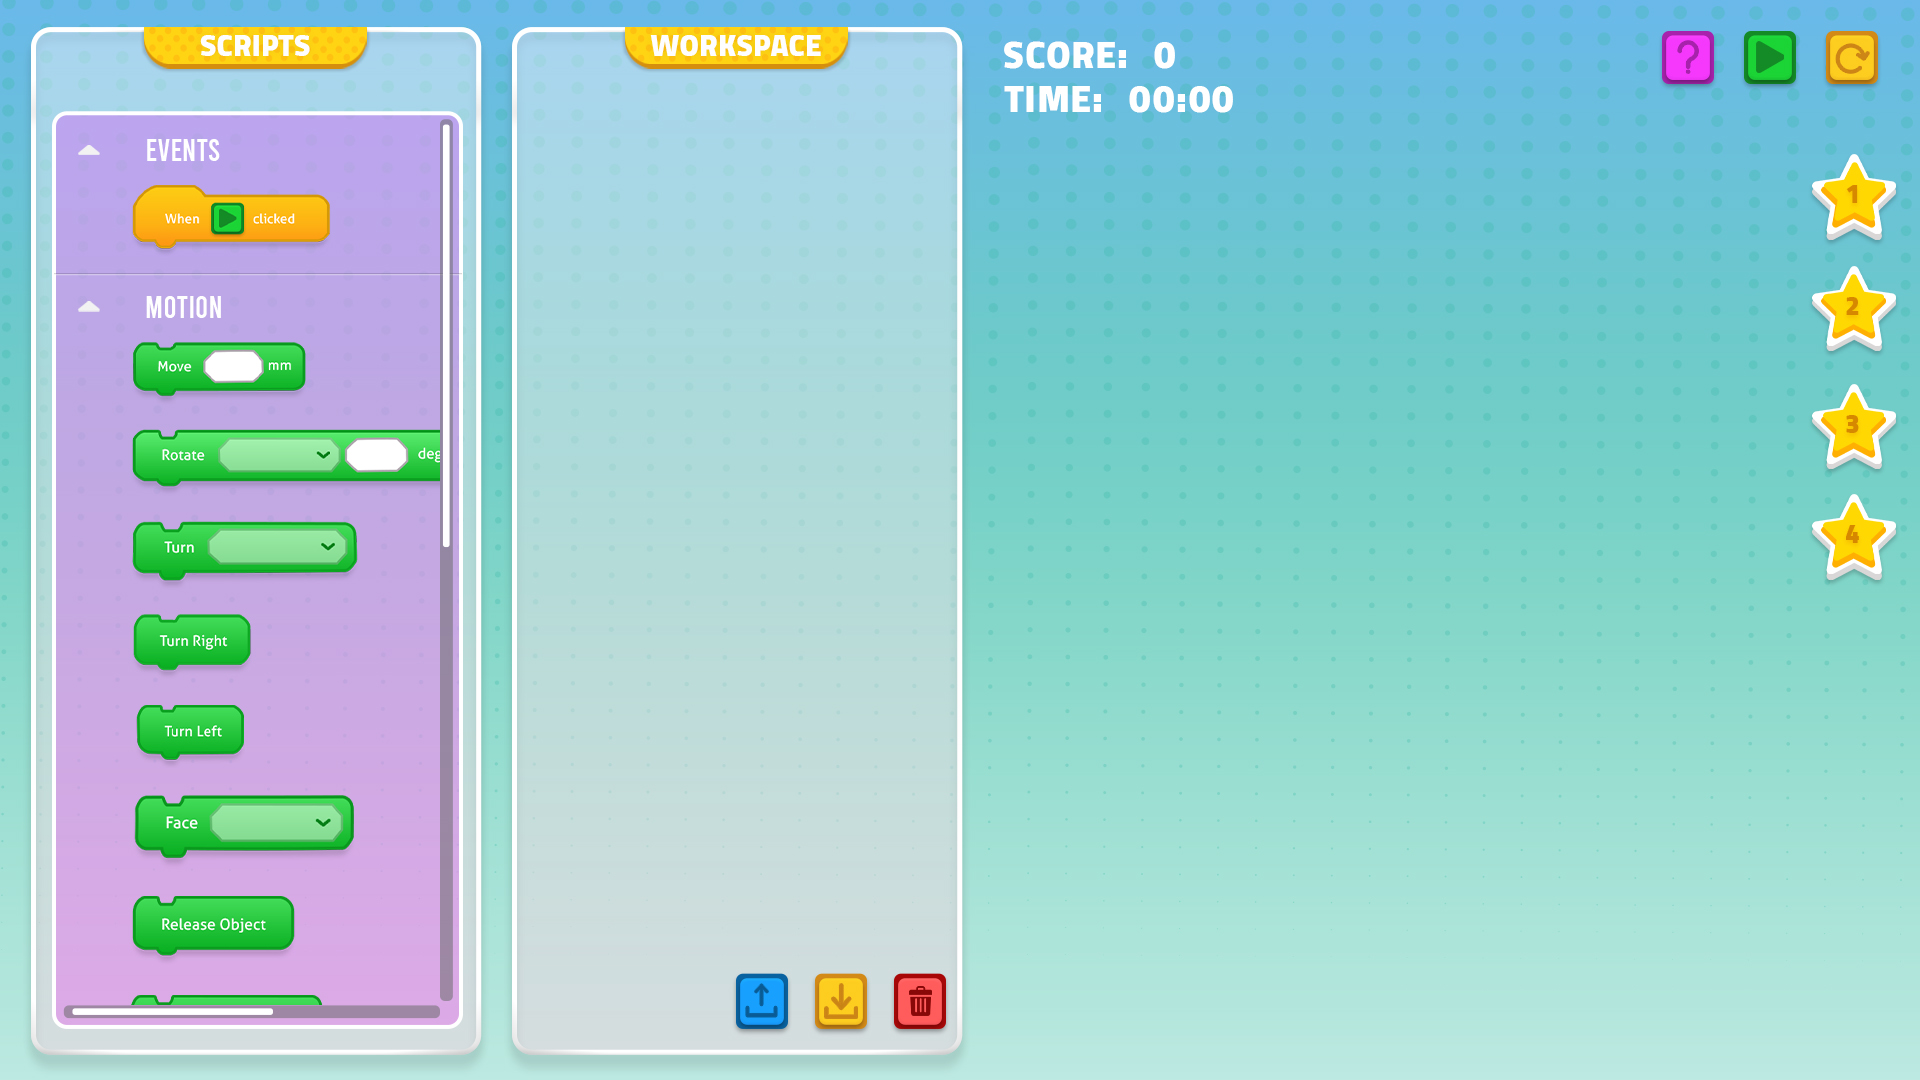 SCRIPTS
EVENTS
When clicked
MOTION
Move mm
Rotate deg
Turn
Turn Right
Turn Left
Face
Release Object
WORKSPACE
SCORE: 0
TIME: 00:00
?
1
2
3
4